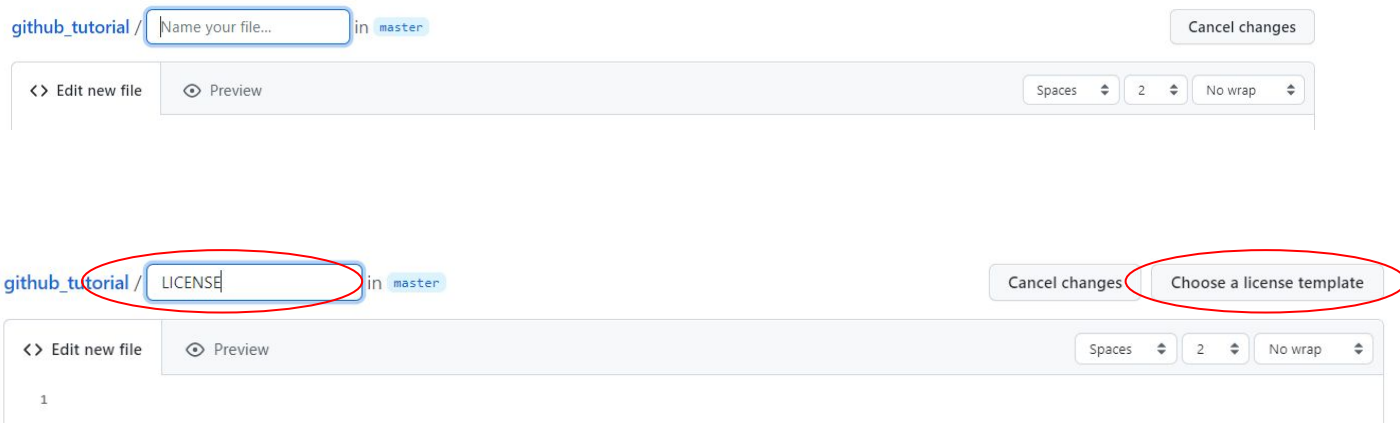 github_tutorial / Name your file... in master Cancel changes
<> Edit new file Preview Spaces 2 No wrap
github_tutorial / LICENSE in master Cancel changes Choose a license template
<> Edit new file Preview Spaces 2 No wrap
1